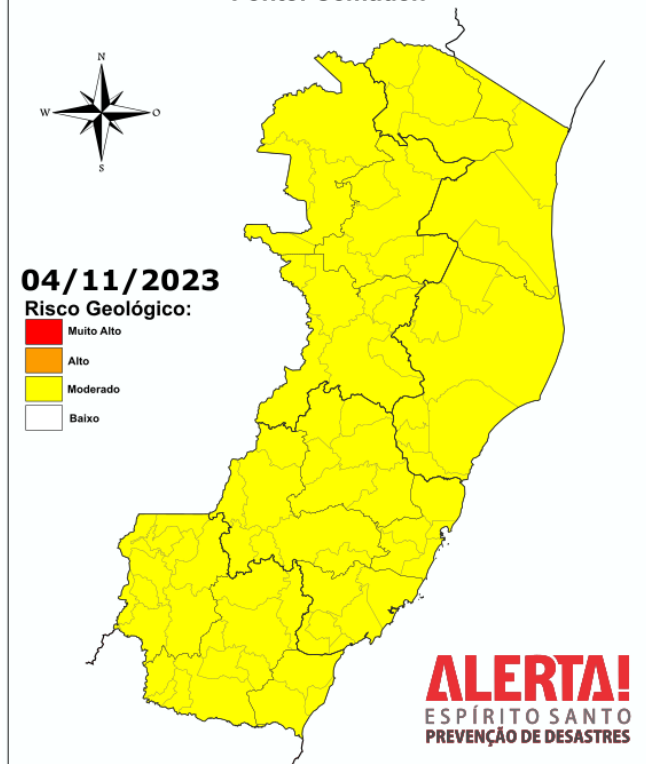 N
W
O
S
04/11/2023
Risco Geológico:
Muito Alto
Alto
Moderado
Baixo
ALERTA!
ESPÍRITO SANTO
PREVENÇÃO DE DESASTRES